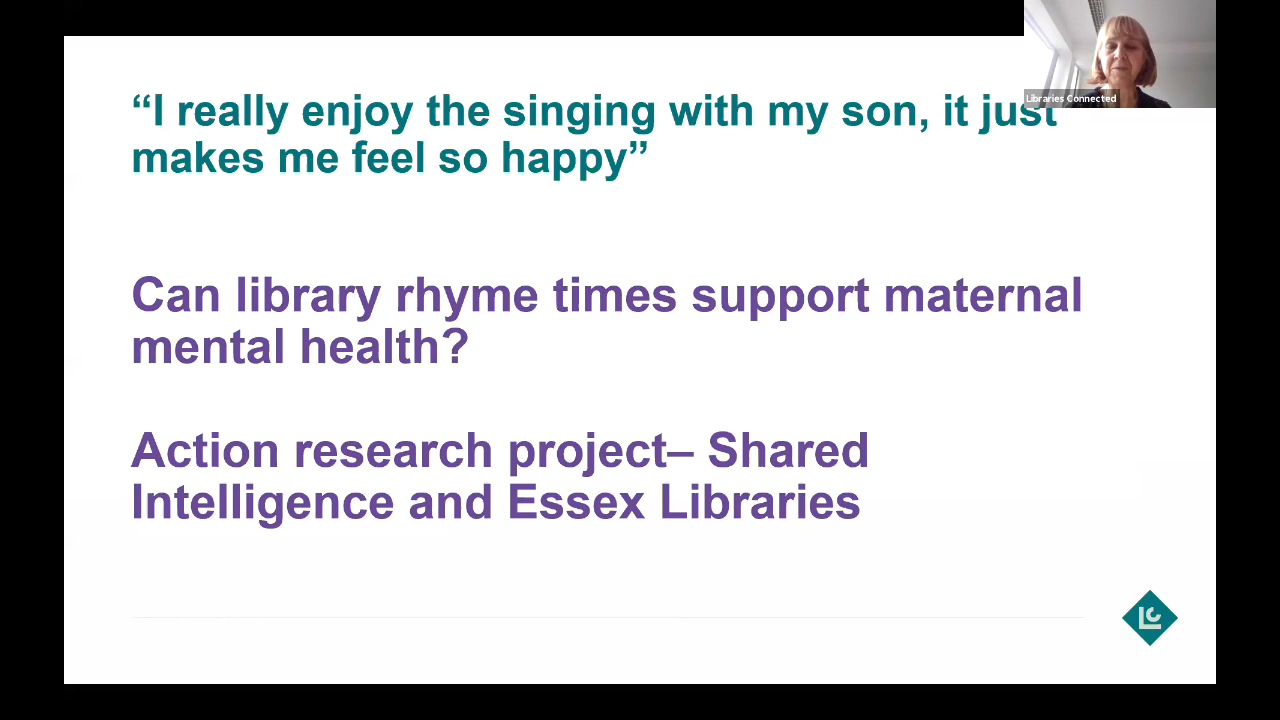 “I really enjoy the singing with my son, it just
makes me feel so happy”
Libraries Connected
Can library rhyme times support maternal
mental health?
Action research project– Shared
Intelligence and Essex Libraries
LC